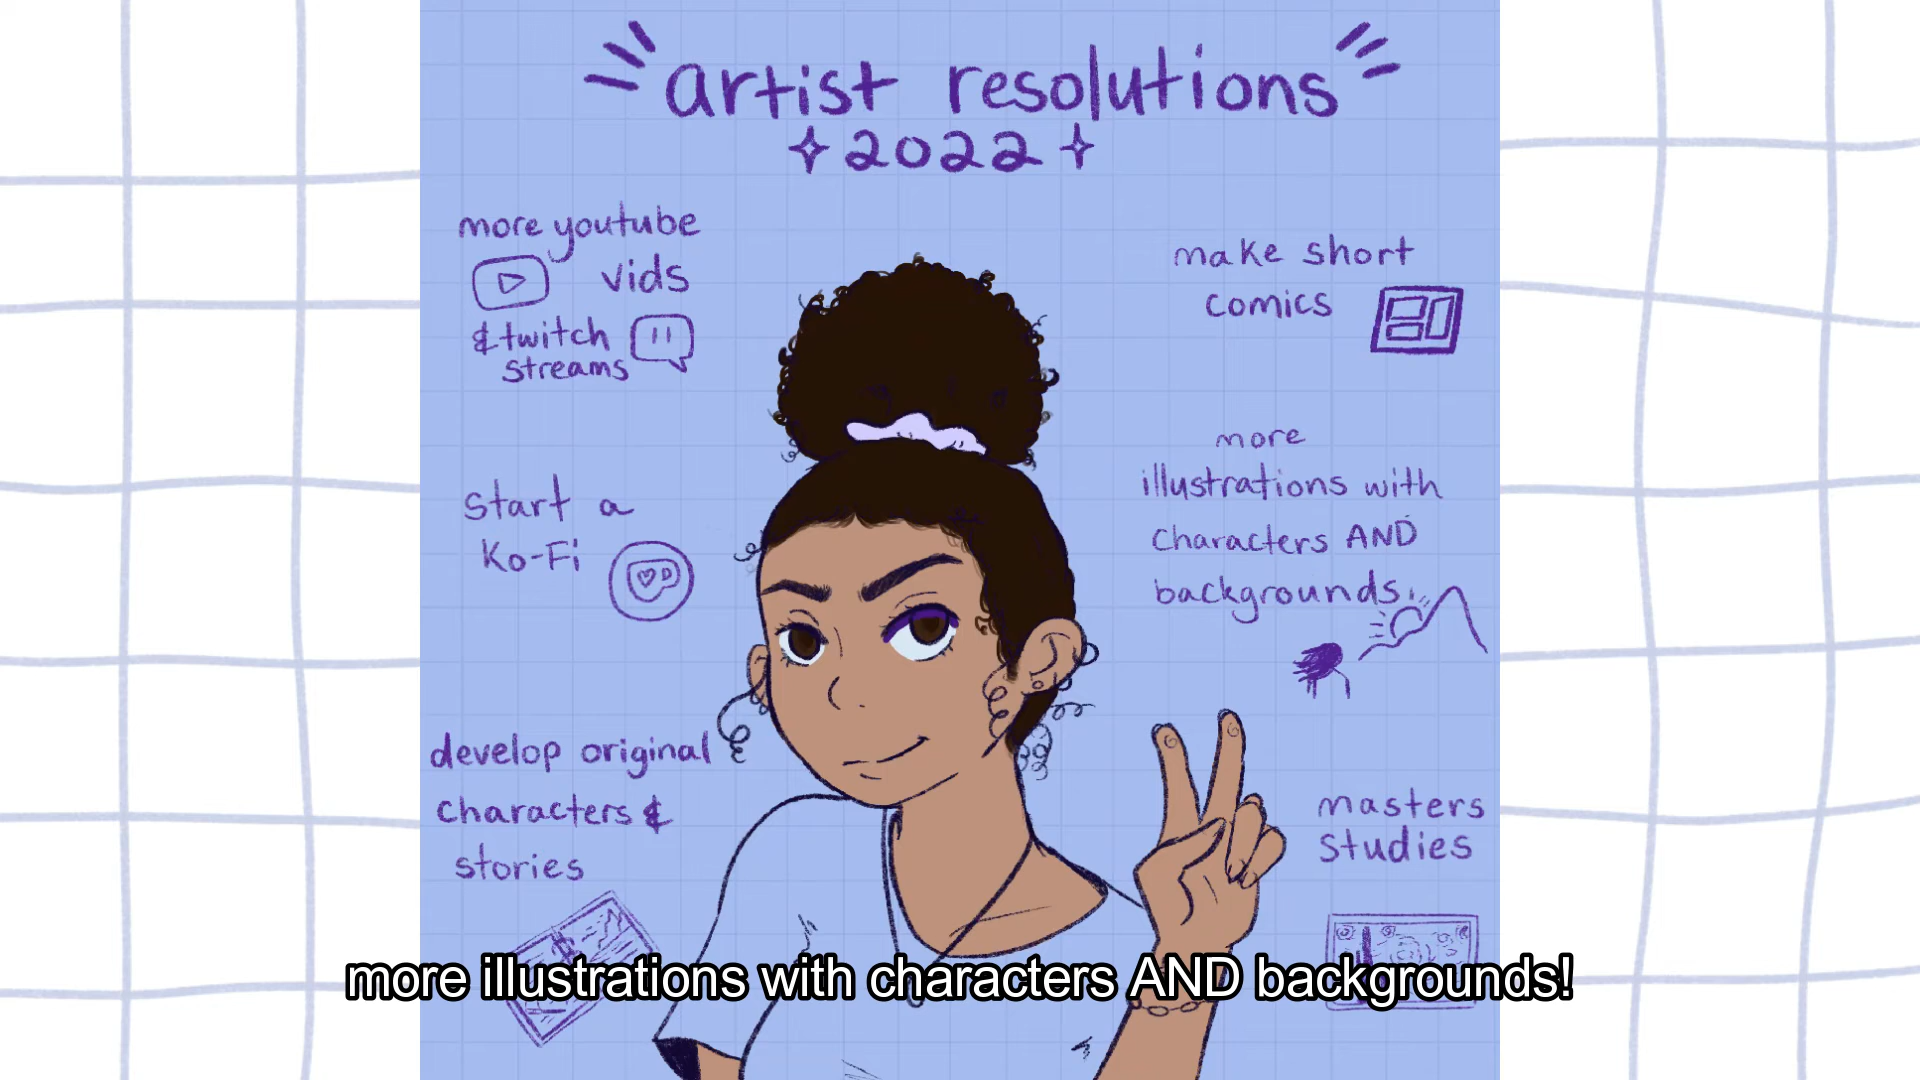 artist resolutions
2022
more youtube
vids
& twitch
streams
start a
Ko-Fi
develop original
characters &
stories
make short
comics
more
illustrations with
characters AND
backgrounds
masters
studies
more illustrations with characters AND backgrounds!